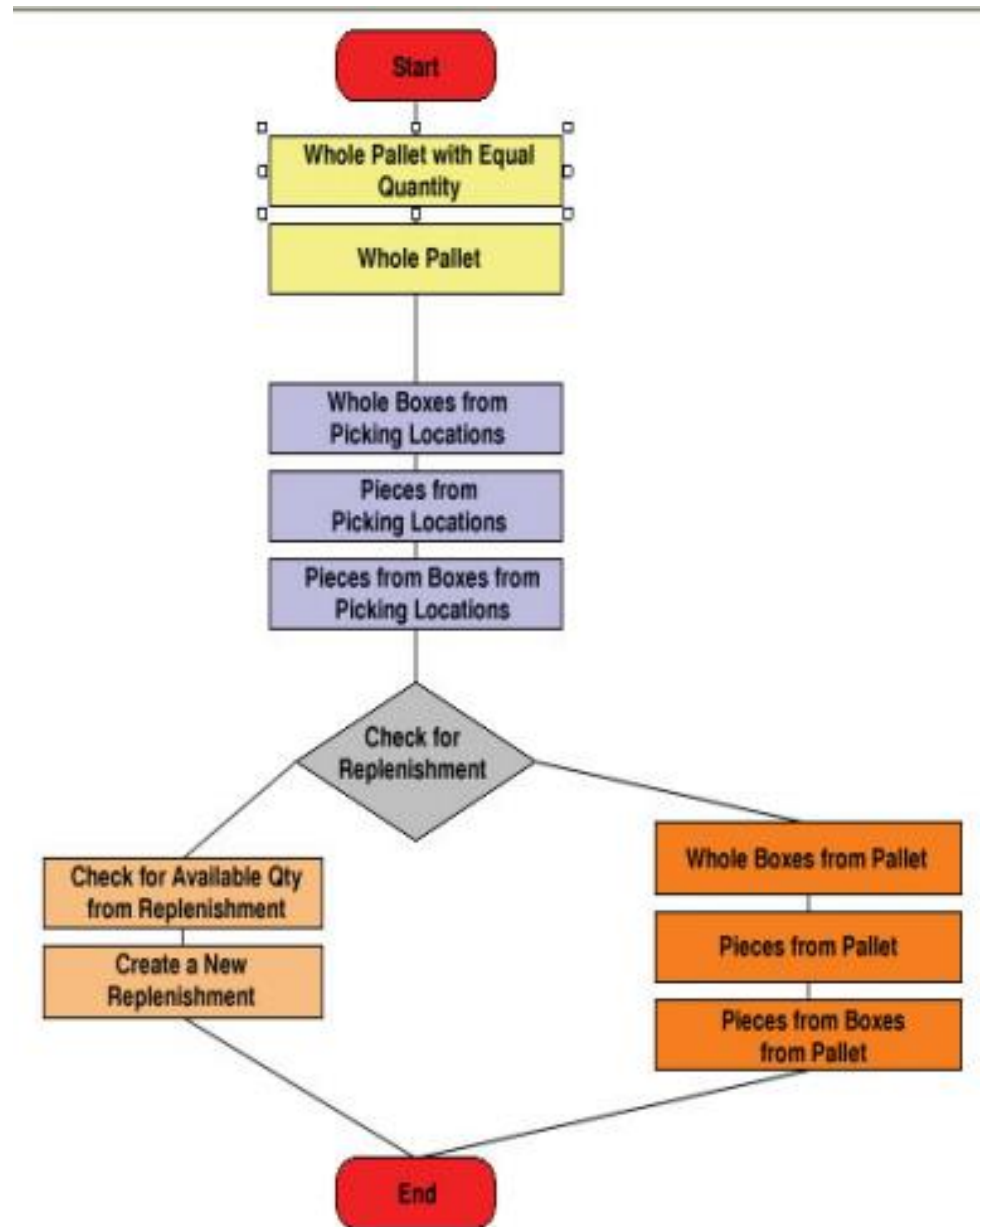 Start
Whole Pallet with Equal
Quantity
Whole Pallet
Whole Boxes from
Picking Locations
Pieces from
Picking Locations
Pieces from Boxes from
Picking Locations
Check for
Replenishment
Check for Available Qty
from Replenishment
Create a New
Replenishment
Whole Boxes from Pallet
Pieces from Pallet
Pieces from Boxes
from Pallet
End